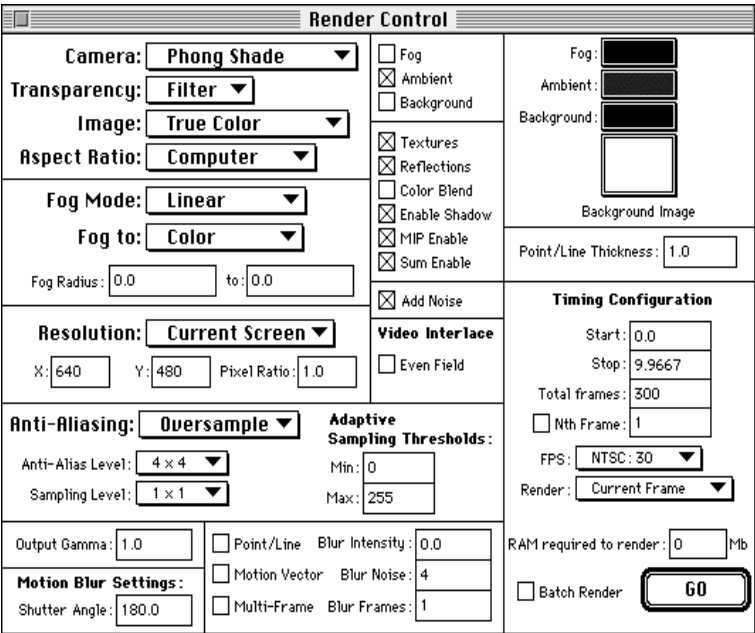 Render Control
Camera: Phong Shade
Transparency: Filter
Image: True Color
Aspect Ratio: Computer
Fog Mode: Linear
Fog to: Color
Fog Radius: 0.0 to: 0.0
Resolution: Current Screen
X: 640 Y: 480 Pixel Ratio: 1.0
Fog
Ambient
Background
Textures
Reflections
Color Blend
Enable Shadow
MIP Enable
Sum Enable
Add Noise
Video Interlace
Even Field
Fog:
Ambient:
Background:
Background Image
Point/Line Thickness: 1.0
Anti-Aliasing: Oversample
Anti-Alias Level: 4 x 4
Sampling Level: 1 x 1
Adaptive
Sampling Thresholds:
Min: 0
Max: 255
Timing Configuration
Start: 0.0
Stop: 9.9667
Total frames: 300
Nth Frame: 1
FPS: NTSC: 30
Render: Current Frame
Output Gamma: 1.0
Motion Blur Settings:
Shutter Angle: 180.0
Point/Line Blur Intensity: 0.0
Motion Vector Blur Noise: 4
Multi-Frame Blur Frames: 1
RAM required to render: 0 Mb
Batch Render GO